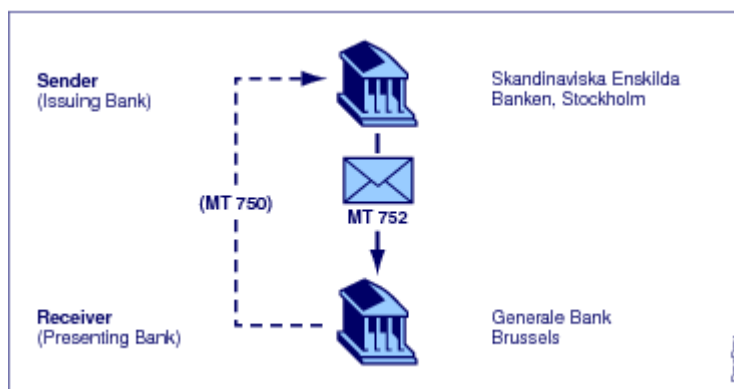 Sender
(Issuing Bank)
Skandinaviska Enskilda
Banken, Stockholm
(MT 750)
MT 752
Receiver
(Presenting Bank)
Generale Bank
Brussels